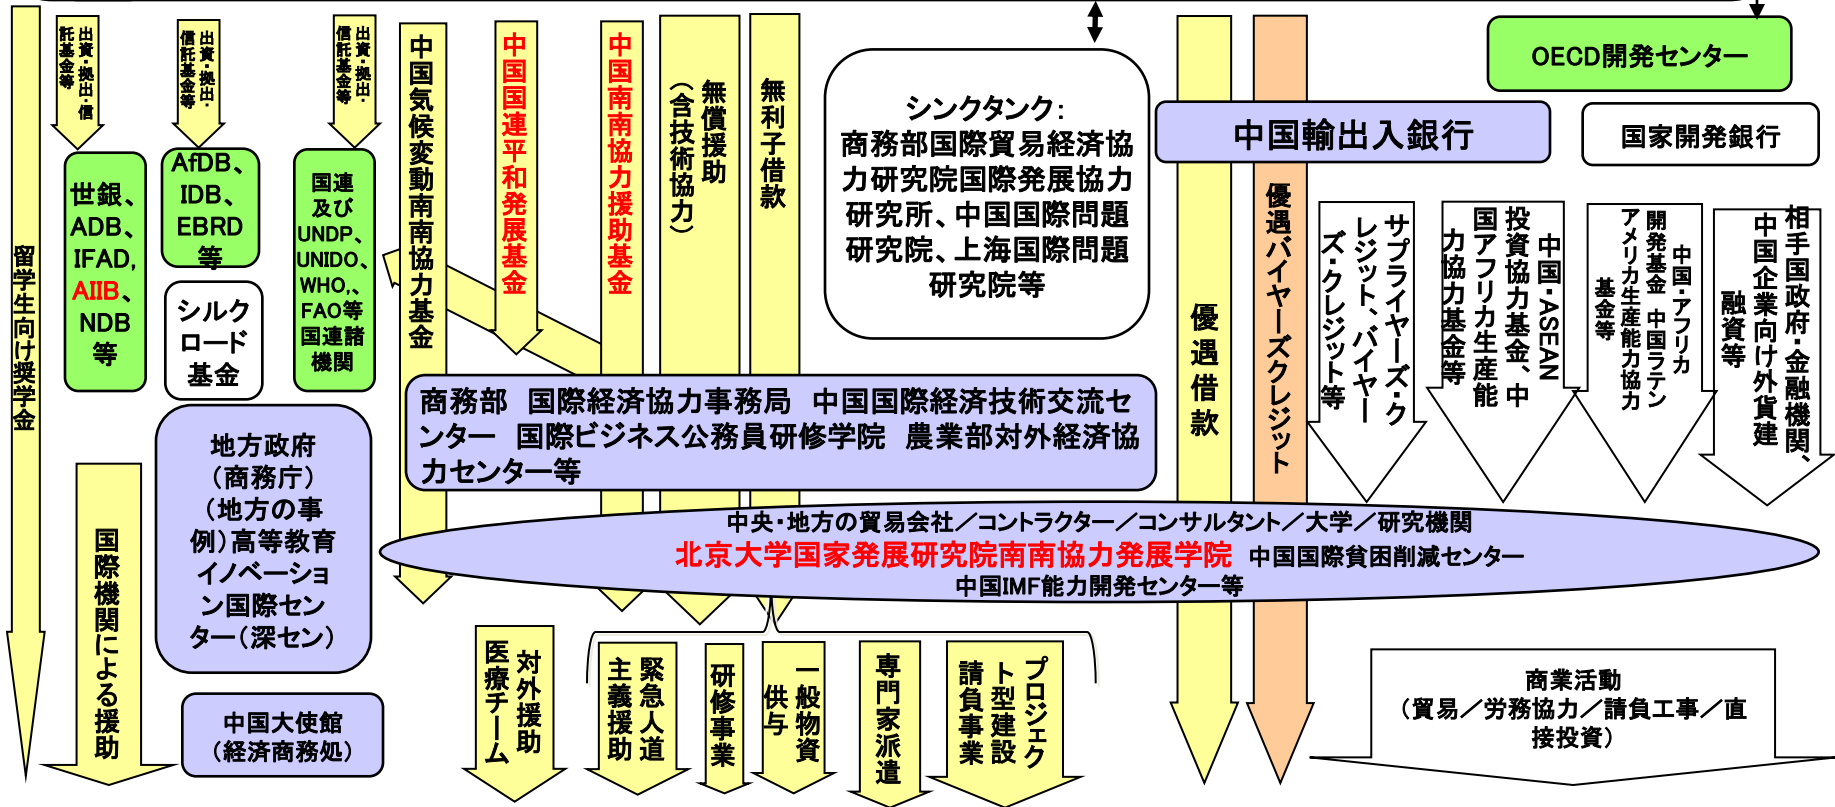 出資・拠出・信
託基金等
出資・拠出・
信託基金等
出資・拠出・
信託基金等
中国気候変動南南協力基金
中国国連平和発展基金
中国南南協力援助基金
無償援助
（含技術協力）
無利子借款
シンクタンク：
商務部国際貿易経済協
力研究院国際発展協力
研究所、中国国際問題
研究院、上海国際問題
研究院等
OECD開発センター
中国輸出入銀行
国家開発銀行
世銀、
ADB、
IFAD,
AIIB、
NDB
等
AfDB、
IDB、
EBRD
等
シルク
ロード
基金
国連
及び
UNDP、
UNIDO、
WHO,、
FAO等
国連諸
機関
留学生向け奨学金
優遇借款
優遇バイヤーズクレジット
サプライヤーズ・ク
レジット、バイヤー
ズ・クレジット等
中国・ASEAN
投資協力基金、中
国アフリカ生産能
力協力基金等
中国・アフリカ
開発基金 中国ラテン
アメリカ生産能力協力
基金等
相手国政府・金融機関、
中国企業向け外貨建
融資等
商務部　国際経済協力事務局　中国国際経済技術交流セ
ンター　国際ビジネス公務員研修学院　農業部対外経済協
力センター等
地方政府
（商務庁）
（地方の事
例）高等教育
イノベーショ
ン国際セン
ター（深セン）
国際機関による援助
中央・地方の貿易会社／コントラクター／コンサルタント／大学／研究機関
北京大学国家発展研究院南南協力発展学院 中国国際貧困削減センター
中国IMF能力開発センター等
中国大使館
（経済商務処）
対外援助
医療チーム
緊急人道
主義援助
研修事業
一般物資
供与
専門家派遣
プロジェク
ト型建設
請負事業
商業活動
（貿易／労務協力／請負工事／直
接投資）